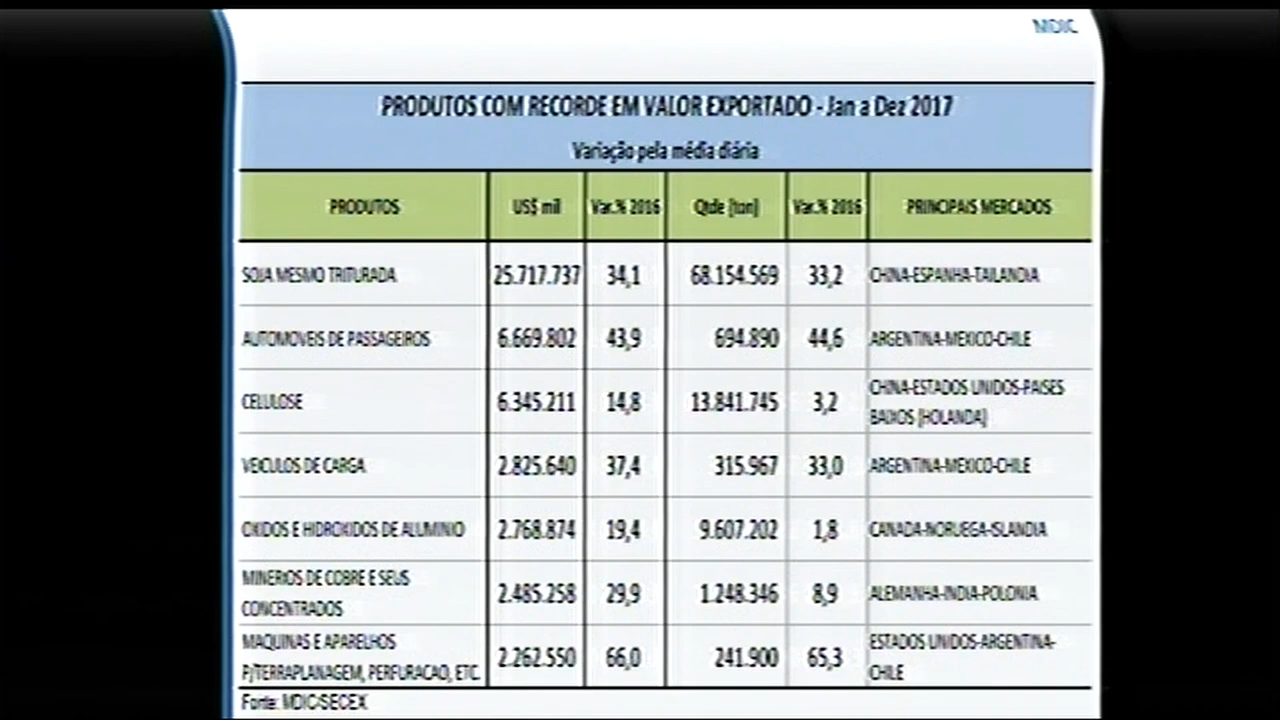 MDIC
PRODUTOS COM RECORDE EM VALOR EXPORTADO - Jan a Dez 2017
Variação pela média diária
PRODUTOS US$ mil Var.% 2016 Qtde (ton) Var.% 2016 PRINCIPAIS MERCADOS
SOJA MESMO TRITURADA 25.717.737 34,1 68.154.569 33,2 CHINA-ESPANHA-TAILANDIA
AUTOMOVEIS DE PASSAGEIROS 6.669.802 43,9 694.890 44,6 ARGENTINA-MEXICO-CHILE
CELULOSE 6.345.211 14,8 13.841.745 3,2 CHINA-ESTADOS UNIDOS-PAISES
BAIXOS (HOLANDA)
VEICULOS DE CARGA 2.825.640 37,4 315.967 33,0 ARGENTINA-MEXICO-CHILE
OXIDOS E HIDROXIDOS DE ALUMINIO 2.768.874 19,4 9.607.202 1,8 CANADA-NORUEGA-ISLANDIA
MINERIOS DE COBRE E SEUS
CONCENTRADOS 2.485.258 29,9 1.248.346 8,9 ALEMANHA-INDIA-POLONIA
MAQUINAS E APARELHOS
P/TERRAPLANAGEM, PERFURACAO, ETC. 2.262.550 66,0 241.900 65,3 ESTADOS UNIDOS-ARGENTINA-
CHILE
Fonte: MDIC/SECEX